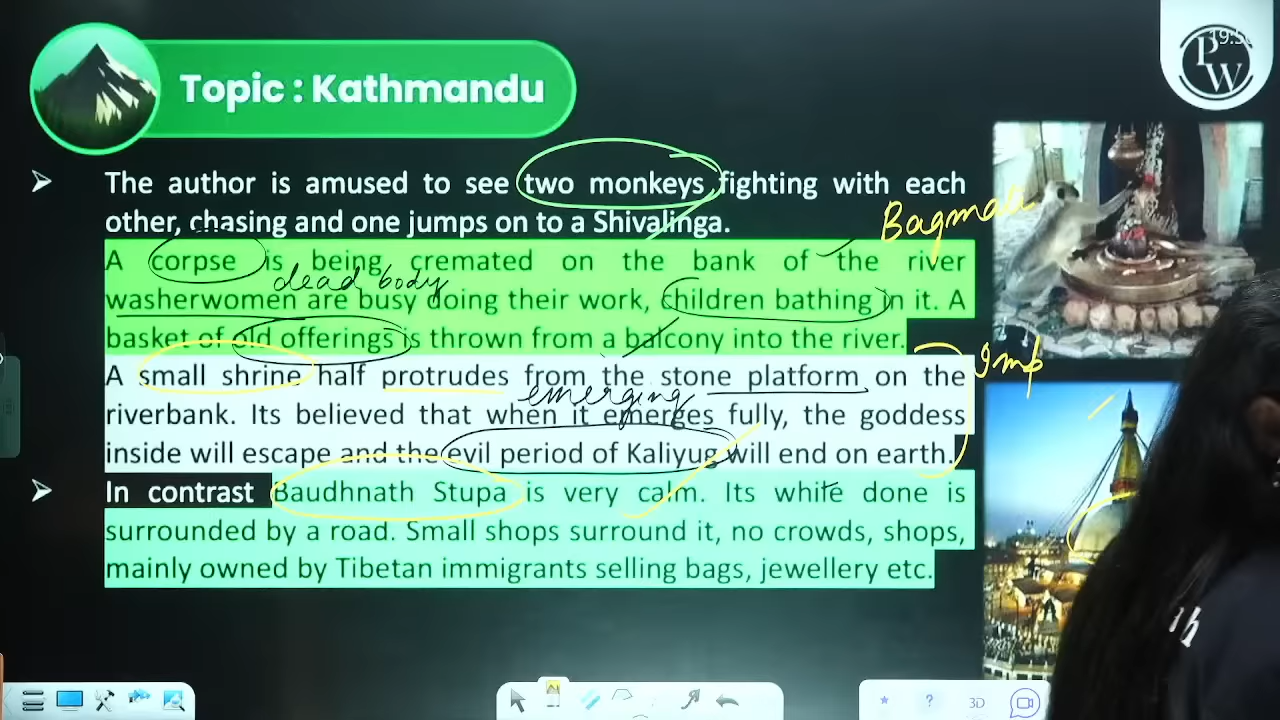 Topic : Kathmandu
PW
The author is amused to see two monkeys fighting with each
other, chasing and one jumps on to a Shivalinga.
Bagmati
A corpse is being cremated on the bank of the river
dead body
washerwomen are busy doing their work, children bathing in it. A
basket of old offerings is thrown from a balcony into the river.
Imp
A small shrine half protrudes from the stone platform on the
emerging
riverbank. Its believed that when it emerges fully, the goddess
inside will escape and the evil period of Kaliyug will end on earth.
In contrast Baudhnath Stupa is very calm. Its white done is
surrounded by a road. Small shops surround it, no crowds, shops,
mainly owned by Tibetan immigrants selling bags, jewellery etc.
3D